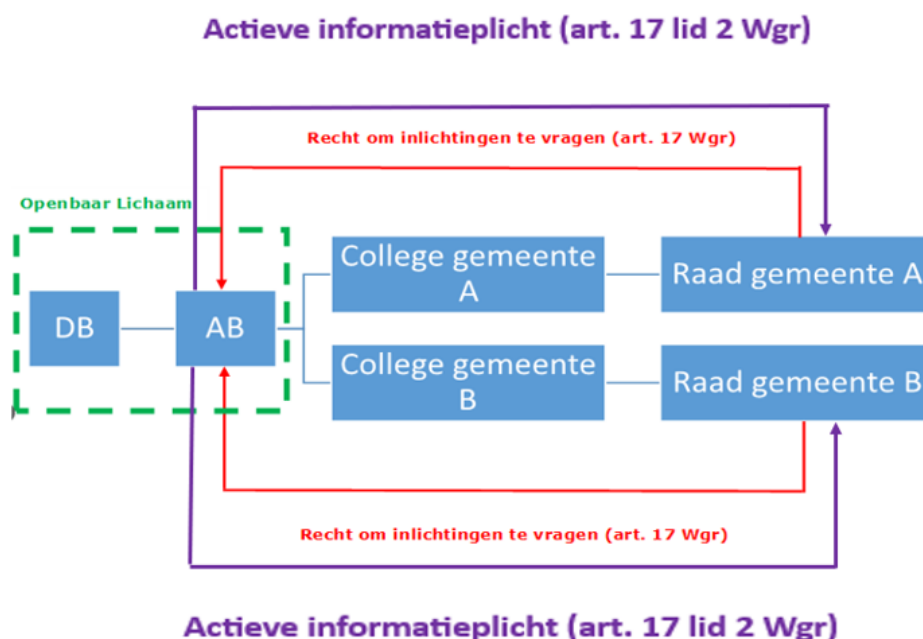 Actieve informatieplicht (art. 17 lid 2 Wgr)
Recht om inlichtingen te vragen (art. 17 Wgr)
Openbaar Lichaam
College gemeente
A
Raad gemeente A
DB
AB
College gemeente
B
Raad gemeente B
Recht om inlichtingen te vragen (art. 17 Wgr)
Actieve informatieplicht (art. 17 lid 2 Wgr)